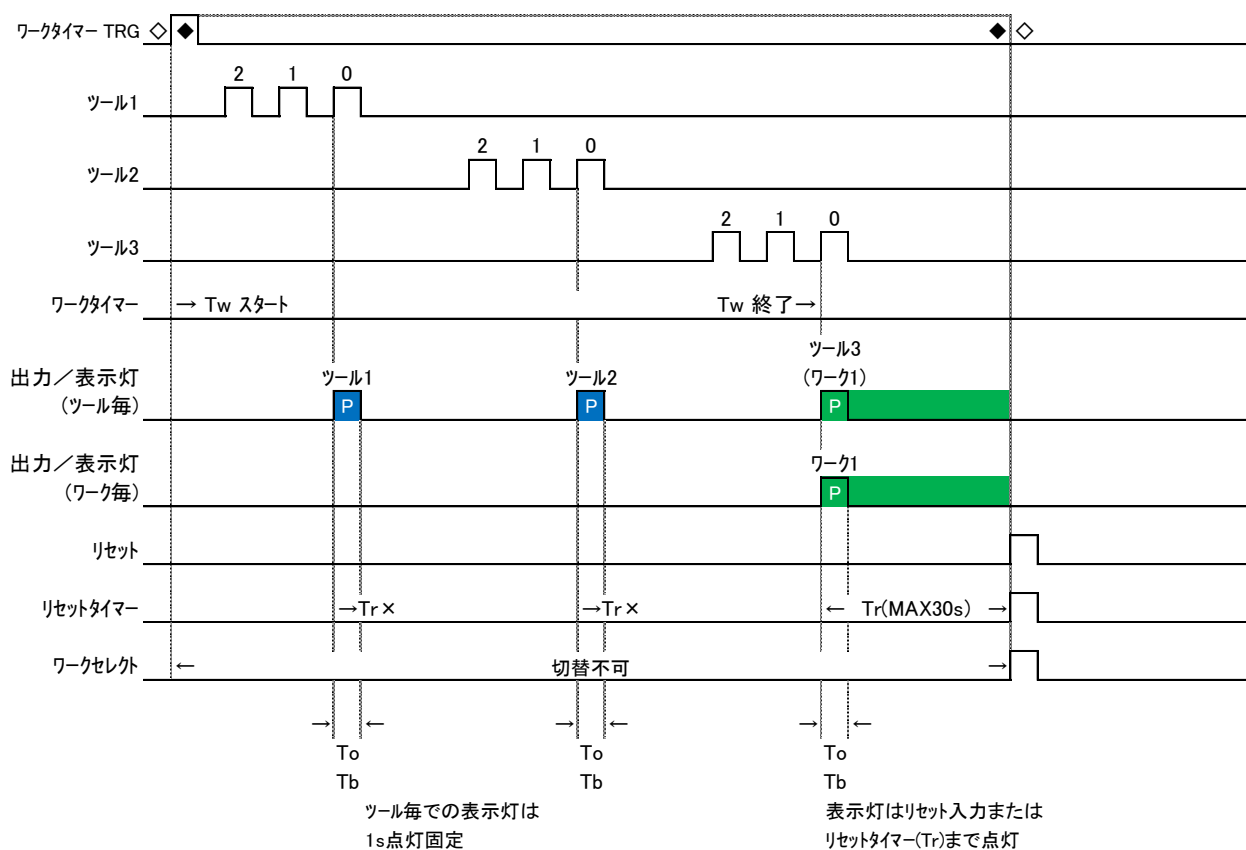 ワークタイマー TRG ◇ ◆ ◆ ◇
2 1 0
ツール1
2 1 0
ツール2
2 1 0
ツール3
ワークタイマー → Tw スタート Tw 終了→
ツール3
出力／表示灯 ツール1 ツール2 (ワーク1)
(ツール毎) P P P
出力／表示灯 ワーク1
(ワーク毎) P
リセット
リセットタイマー →Tr× →Tr× ← Tr(MAX30s) →
ワークセレクト ← 切替不可 →
→ ← → ← → ←
To To To
Tb Tb Tb
ツール毎での表示灯は 表示灯はリセット入力または
1s点灯固定 リセットタイマー(Tr)まで点灯